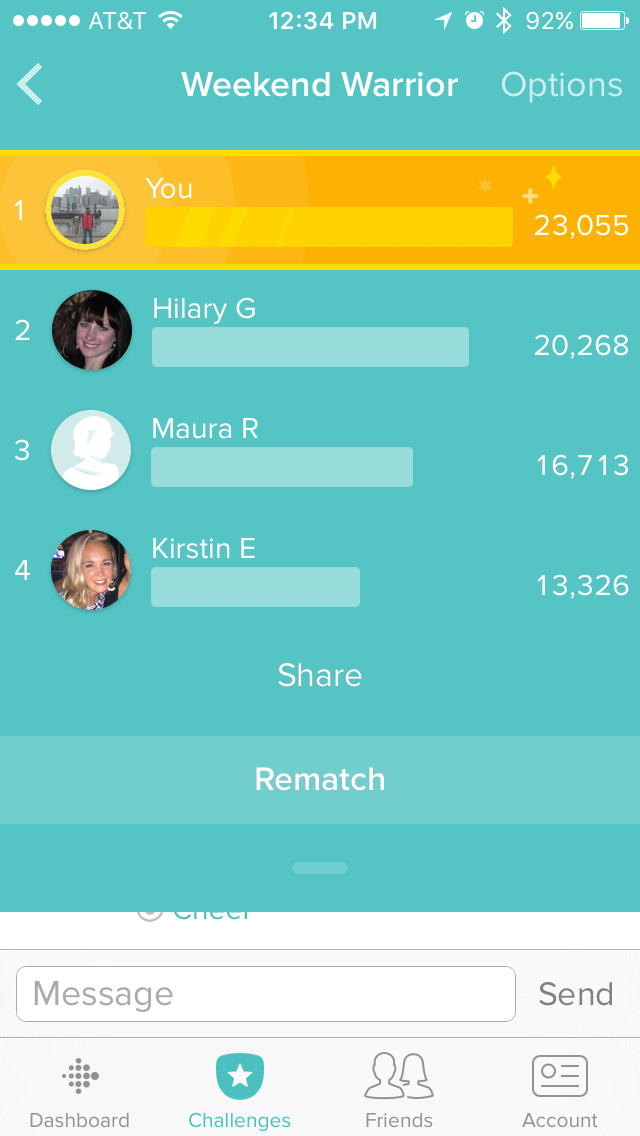 AT&T 12:34 PM 92%
Weekend Warrior Options
1 You 23,055
2 Hilary G 20,268
3 Maura R 16,713
4 Kirstin E 13,326
Share
Rematch
Cheer
Message Send
Dashboard Challenges Friends Account